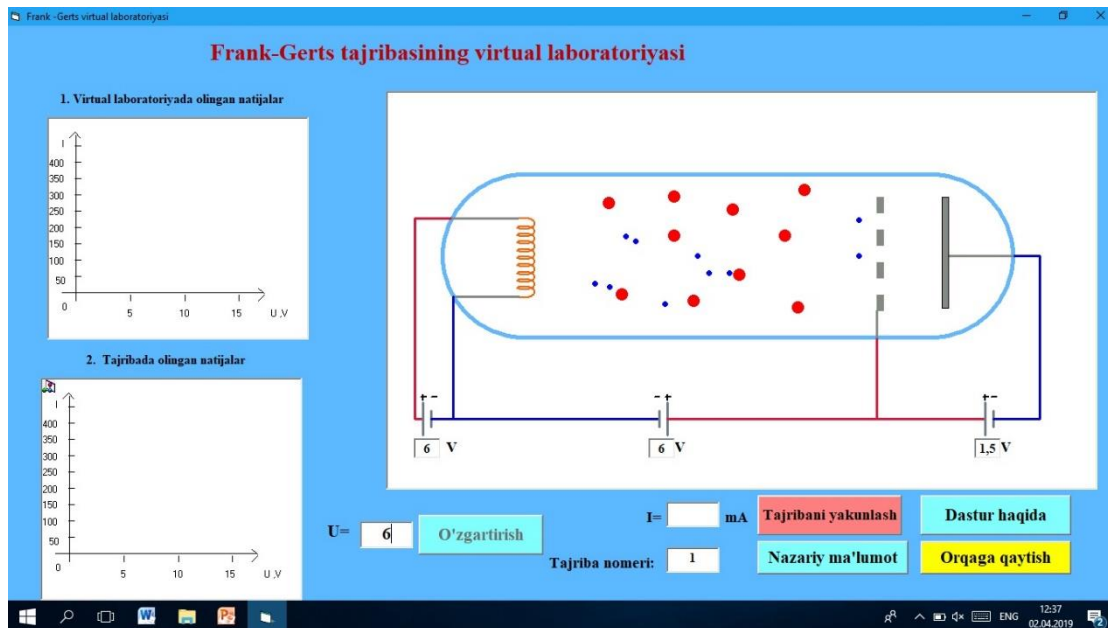 Frank -Gerts virtual laboratoriyasi
Frank-Gerts tajribasining virtual laboratoriyasi
1. Virtual laboratoriyada olingan natijalar
I
400
350
300
250
200
150
100
50
0
5 10 15 U ,V
2. Tajribada olingan natijalar
I
400
350
300
250
200
150
100
50
0
5 10 15 U ,V
+ -
- +
+ -
6 V
6 V
1,5 V
U= 6 O'zgartirish
I= mA
Tajriba nomeri: 1
Tajribani yakunlash
Dastur haqida
Nazariy ma'lumot
Orqaga qaytish
ENG
12:37
02.04.2019
2